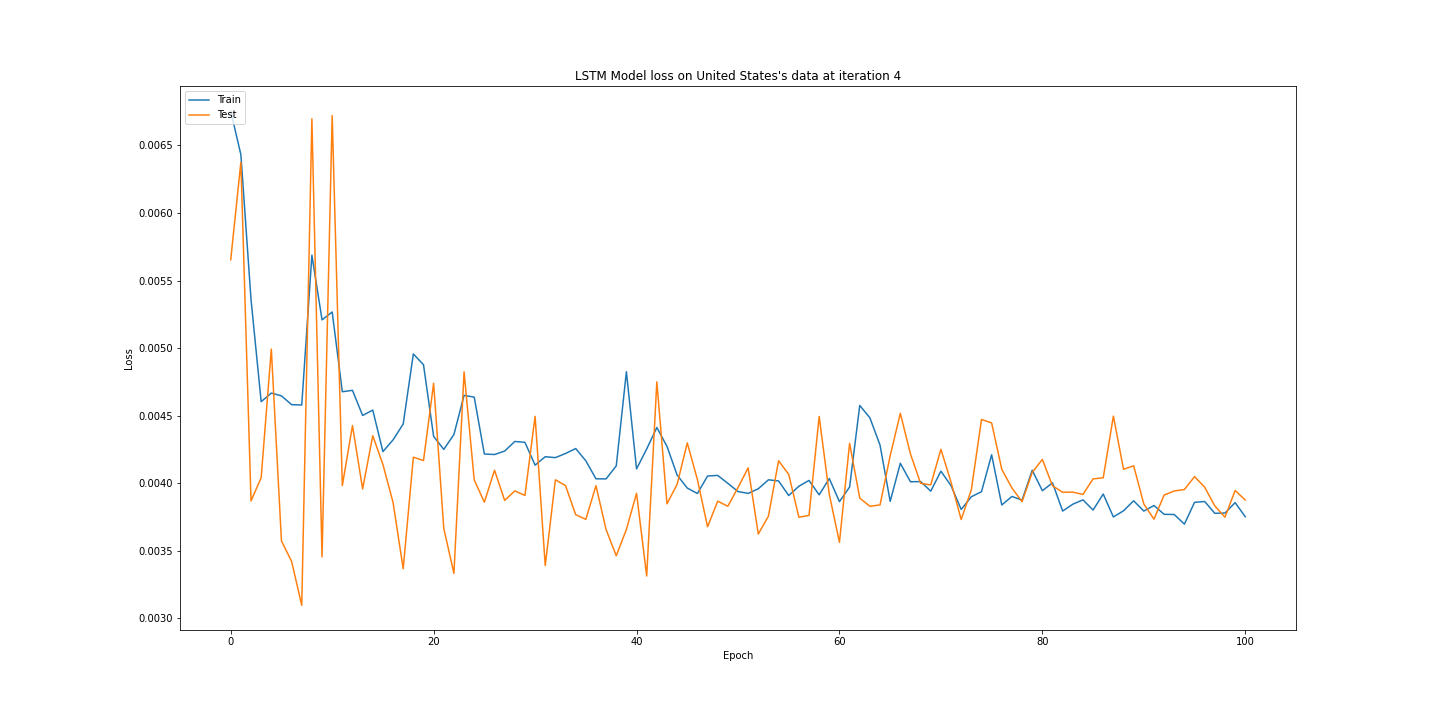 LSTM Model loss on United States's data at iteration 4
Train
Test
0.0065
0.0060
0.0055
0.0050
0.0045
0.0040
0.0035
0.0030
Loss
0 20 40 60 80 100
Epoch